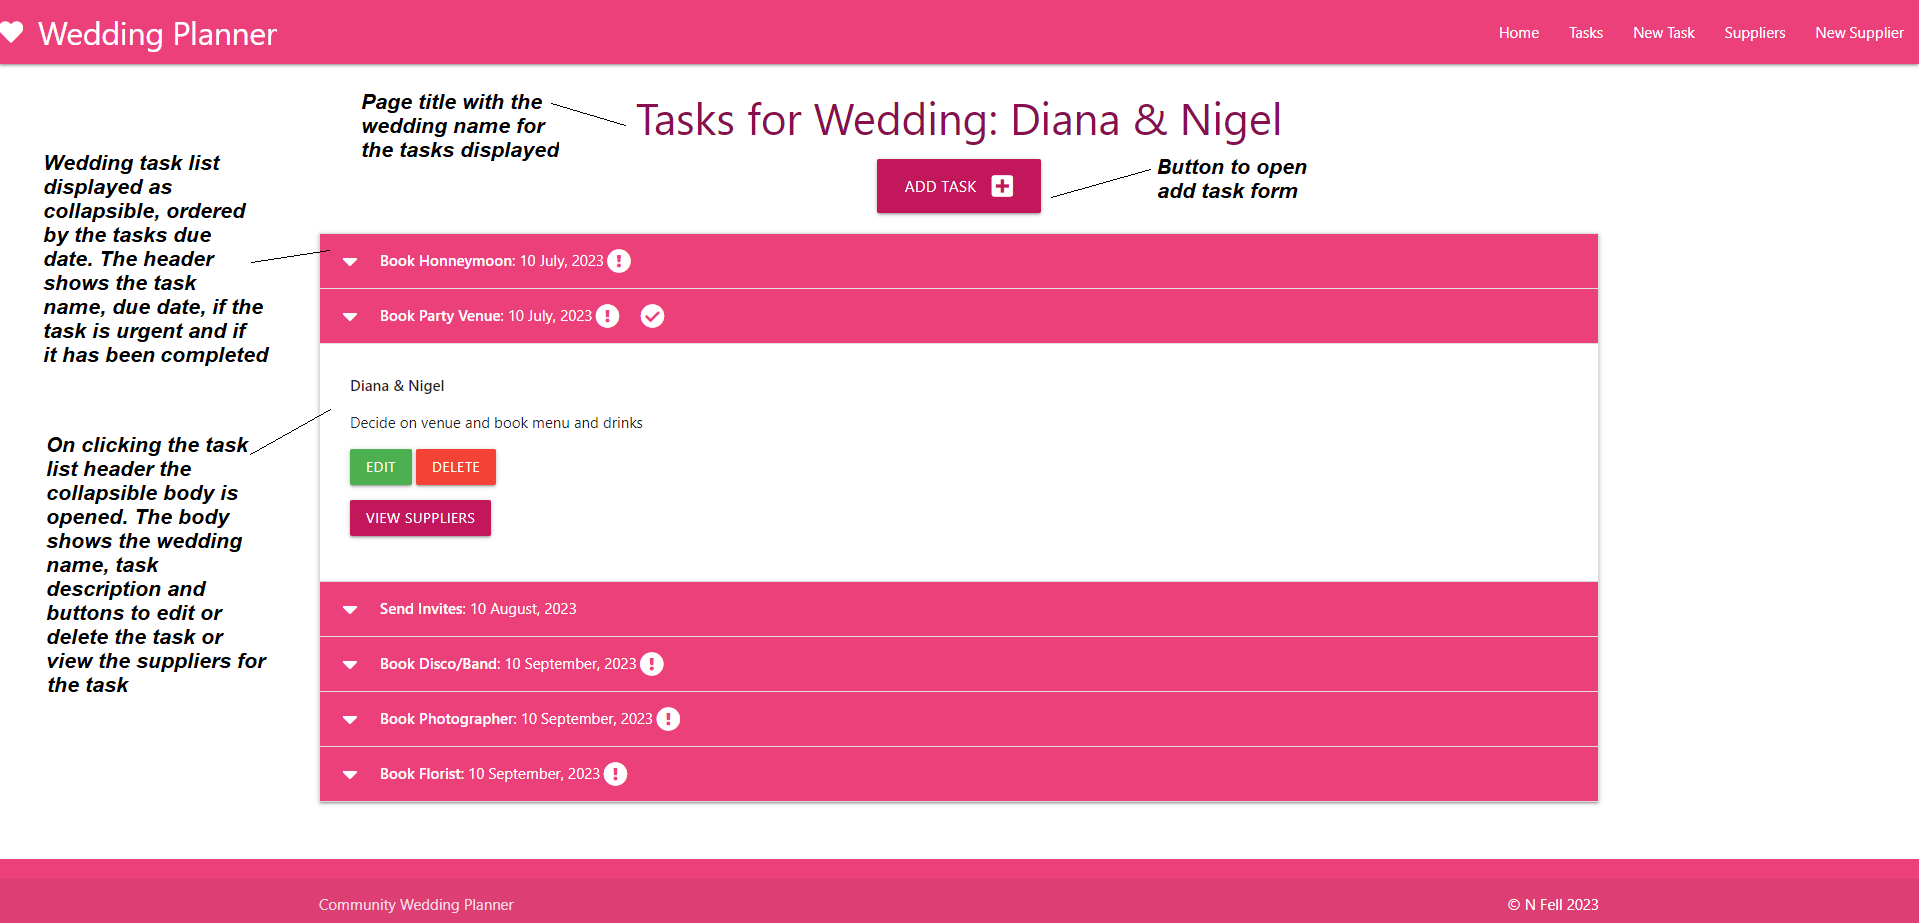 Wedding Planner
Home Tasks New Task Suppliers New Supplier
Page title with the
wedding name for
the tasks displayed
Tasks for Wedding: Diana & Nigel
ADD TASK
Button to open
add task form
Wedding task list
displayed as
collapsible, ordered
by the tasks due
date. The header
shows the task
name, due date, if the
task is urgent and if
it has been completed
Book Honneymoon: 10 July, 2023
Book Party Venue: 10 July, 2023
Diana & Nigel
Decide on venue and book menu and drinks
EDIT DELETE
VIEW SUPPLIERS
On clicking the task
list header the
collapsible body is
opened. The body
shows the wedding
name, task
description and
buttons to edit or
delete the task or
view the suppliers for
the task
Send Invites: 10 August, 2023
Book Disco/Band: 10 September, 2023
Book Photographer: 10 September, 2023
Book Florist: 10 September, 2023
Community Wedding Planner
© N Fell 2023